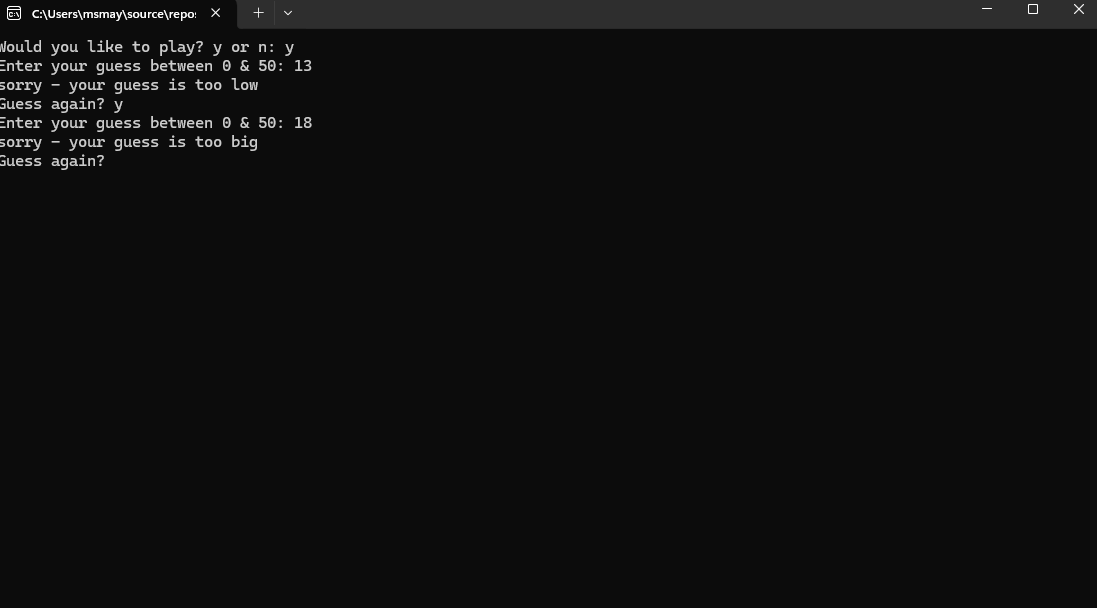 C:\Users\msmay\source\repos
Would you like to play? y or n: y
Enter your guess between 0 & 50: 13
sorry - your guess is too low
Guess again? y
Enter your guess between 0 & 50: 18
sorry - your guess is too big
Guess again?